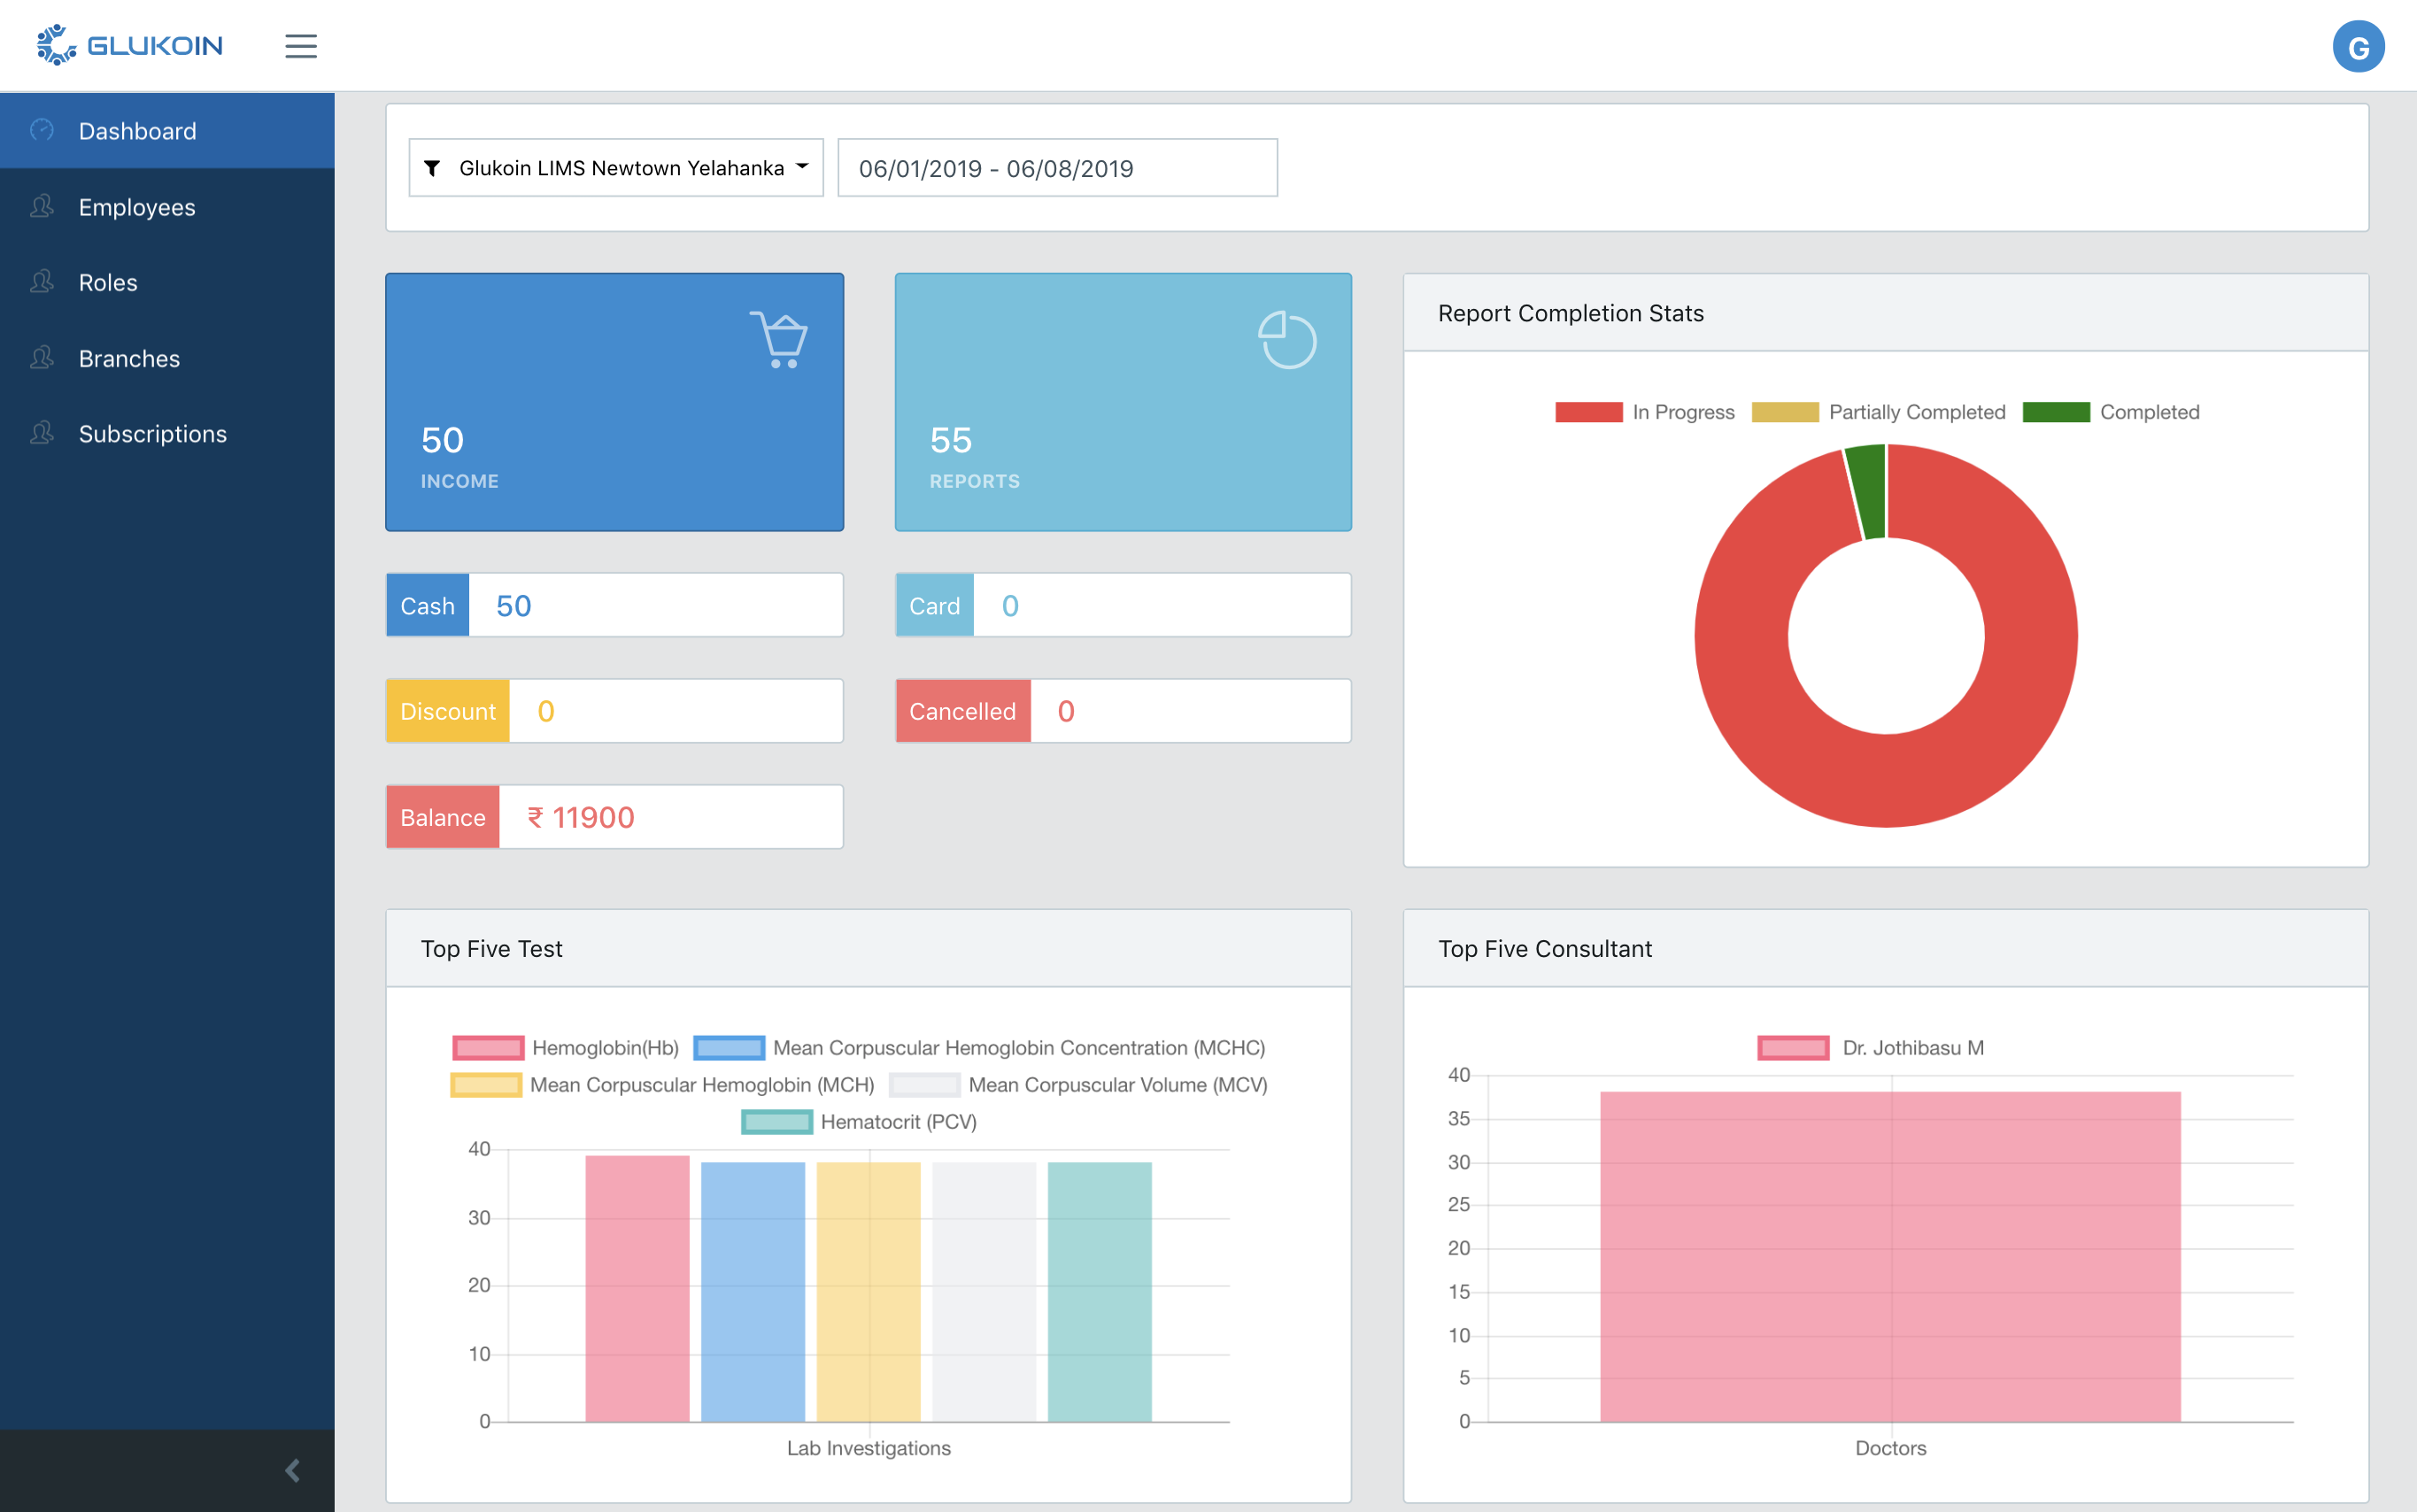 GLUKOIN
G
Dashboard
Employees
Roles
Branches
Subscriptions
Glukoin LIMS Newtown Yelahanka
06/01/2019 - 06/08/2019
50
INCOME
55
REPORTS
Cash 50
Card 0
Discount 0
Cancelled 0
Balance ₹ 11900
Report Completion Stats
In Progress Partially Completed Completed
Top Five Test
Hemoglobin(Hb) Mean Corpuscular Hemoglobin Concentration (MCHC)
Mean Corpuscular Hemoglobin (MCH) Mean Corpuscular Volume (MCV)
Hematocrit (PCV)
40
30
20
10
0
Lab Investigations
Top Five Consultant
Dr. Jothibasu M
40
35
30
25
20
15
10
5
0
Doctors